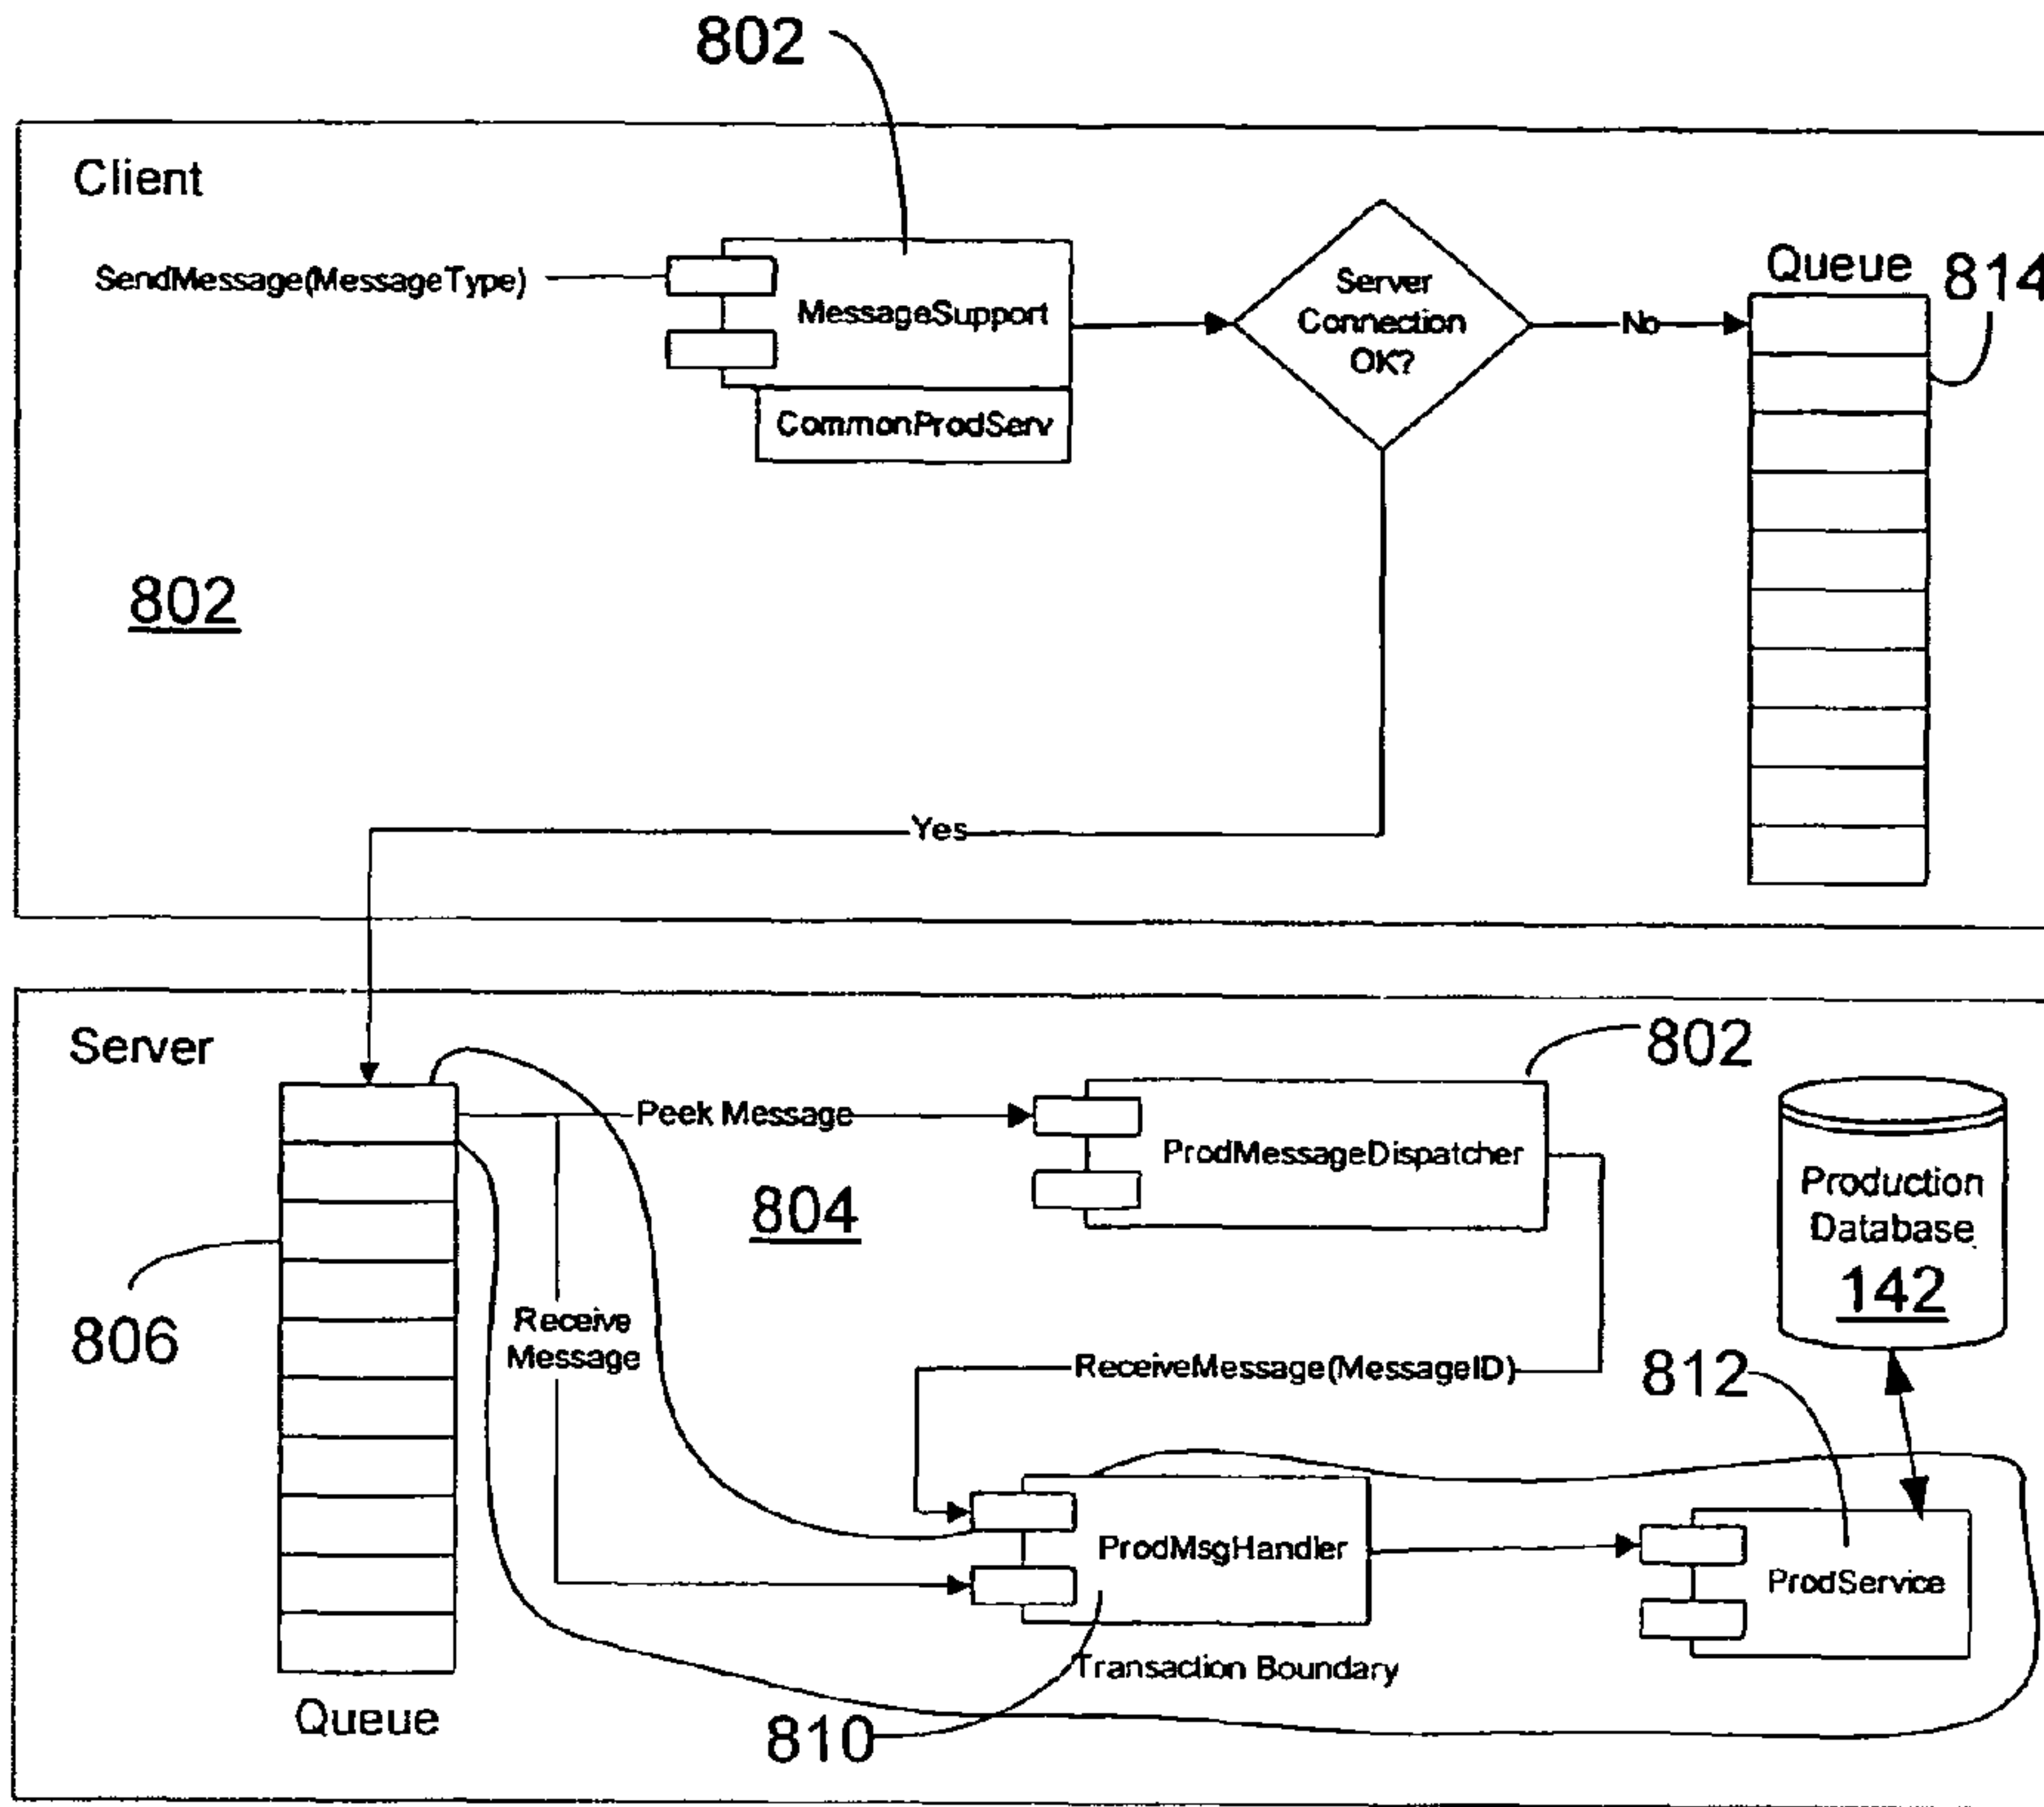 802
Client
SendMessage(MessageType)
MessageSupport
CommonProdServ
Server
Connection
OK?
No
Queue
814
802
Yes
Server
802
Peek Message
ProdMessageDispatcher
804
Production
Database
142
806
Receive
Message
ReceiveMessage(MessageID)
812
ProdMsgHandler
ProdService
Transaction Boundary
Queue
810